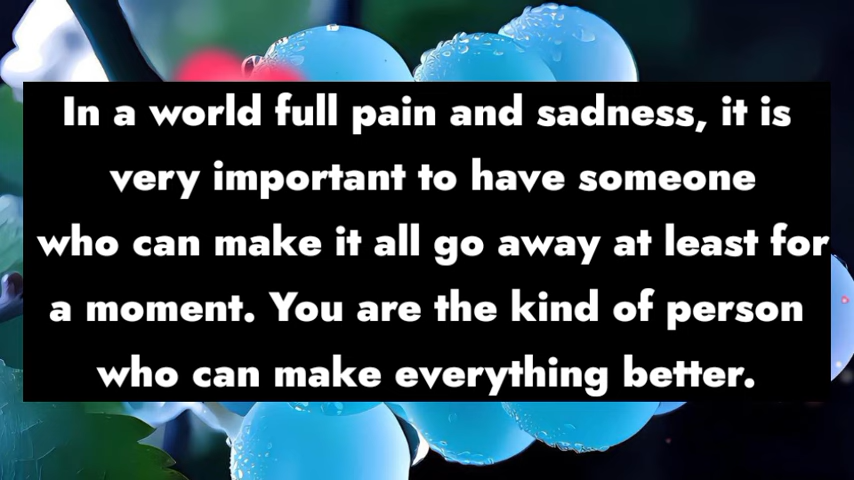 In a world full pain and sadness, it is
very important to have someone
who can make it all go away at least for
a moment. You are the kind of person
who can make everything better.